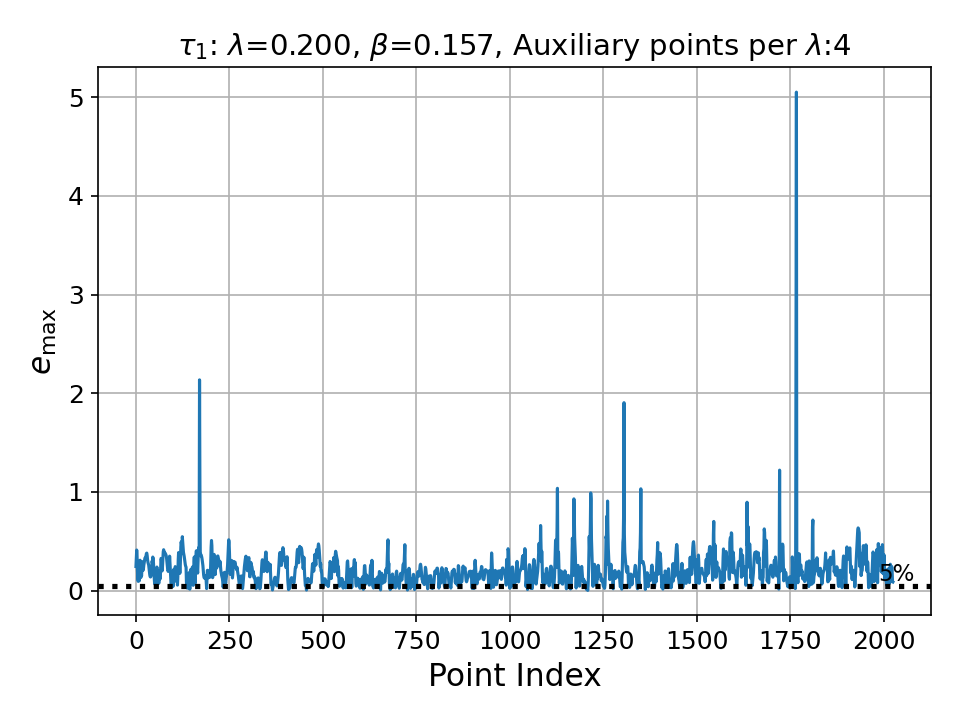 τ₁: λ=0.200, β=0.157, Auxiliary points per λ:4
e_max
5
4
3
2
1
0
5%
0 250 500 750 1000 1250 1500 1750 2000
Point Index